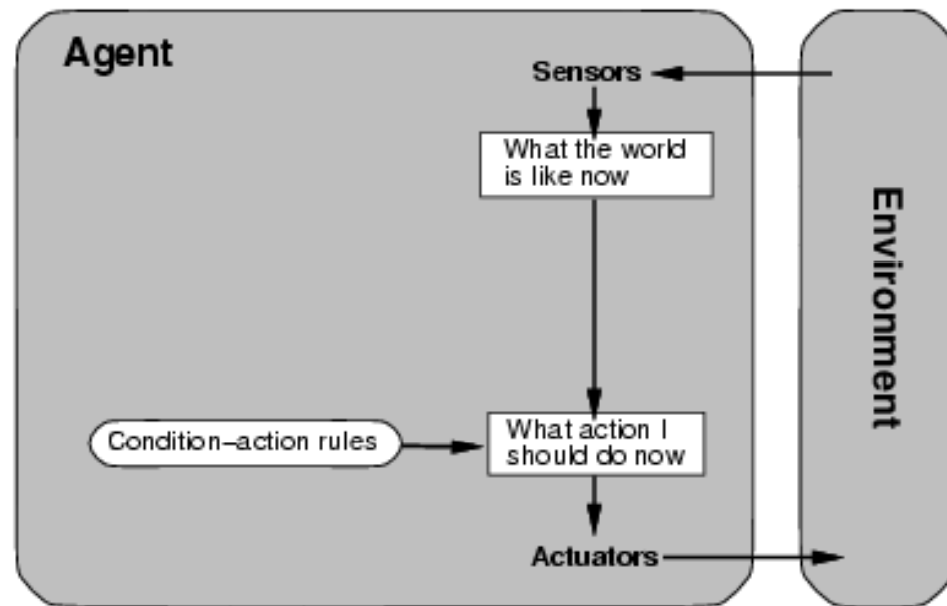 Agent
Sensors
What the world
is like now
Environment
Condition–action rules
What action I
should do now
Actuators